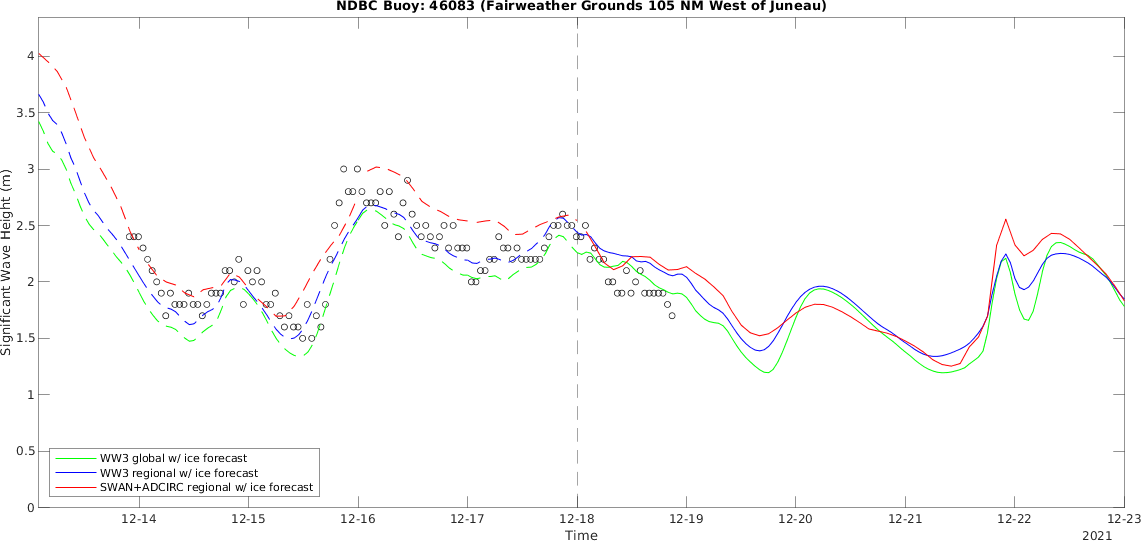 NDBC Buoy: 46083 (Fairweather Grounds 105 NM West of Juneau)
Significant Wave Height (m)
4
3.5
3
2.5
2
1.5
1
0.5
0
WW3 global w/ ice forecast
WW3 regional w/ ice forecast
SWAN+ADCIRC regional w/ ice forecast
12-14 12-15 12-16 12-17 12-18 12-19 12-20 12-21 12-22 12-23
Time
2021